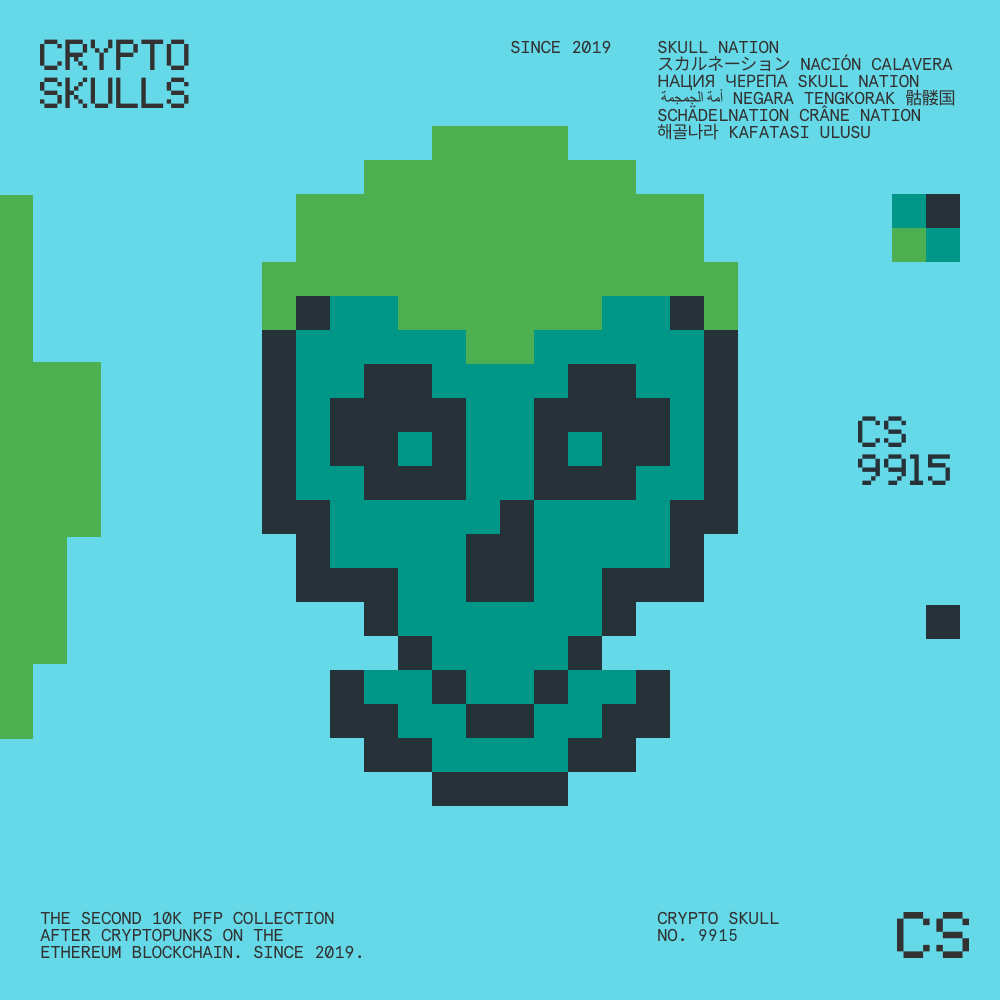 CRYPTO
SKULLS
SINCE 2019
SKULL NATION
スカルネーション NACIÓN CALAVERA
НАЦИЯ ЧЕРЕПА SKULL NATION
أمة الجمجمة NEGARA TENGKORAK 骷髅国
SCHÄDELNATION CRÂNE NATION
해골나라 KAFATASI ULUSU
CS
9915
THE SECOND 10K PFP COLLECTION
AFTER CRYPTOPUNKS ON THE
ETHEREUM BLOCKCHAIN. SINCE 2019.
CRYPTO SKULL
NO. 9915
CS